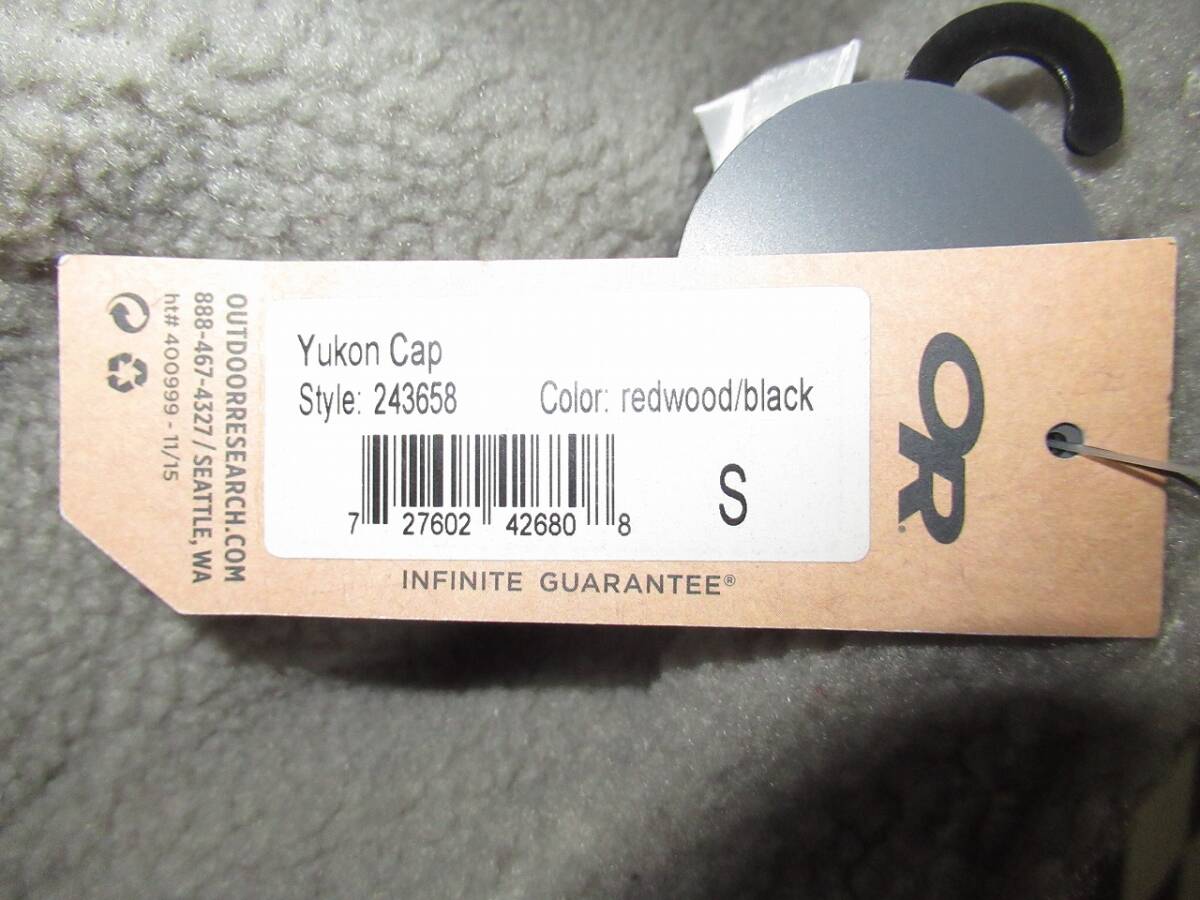 Yukon Cap
Style: 243658 Color: redwood/black
7 27602 42680 8
S
INFINITE GUARANTEE®
OUTDOORRESEARCH.COM
888-467-4327 / SEATTLE, WA
ht# 400999 - 11/15
OR®